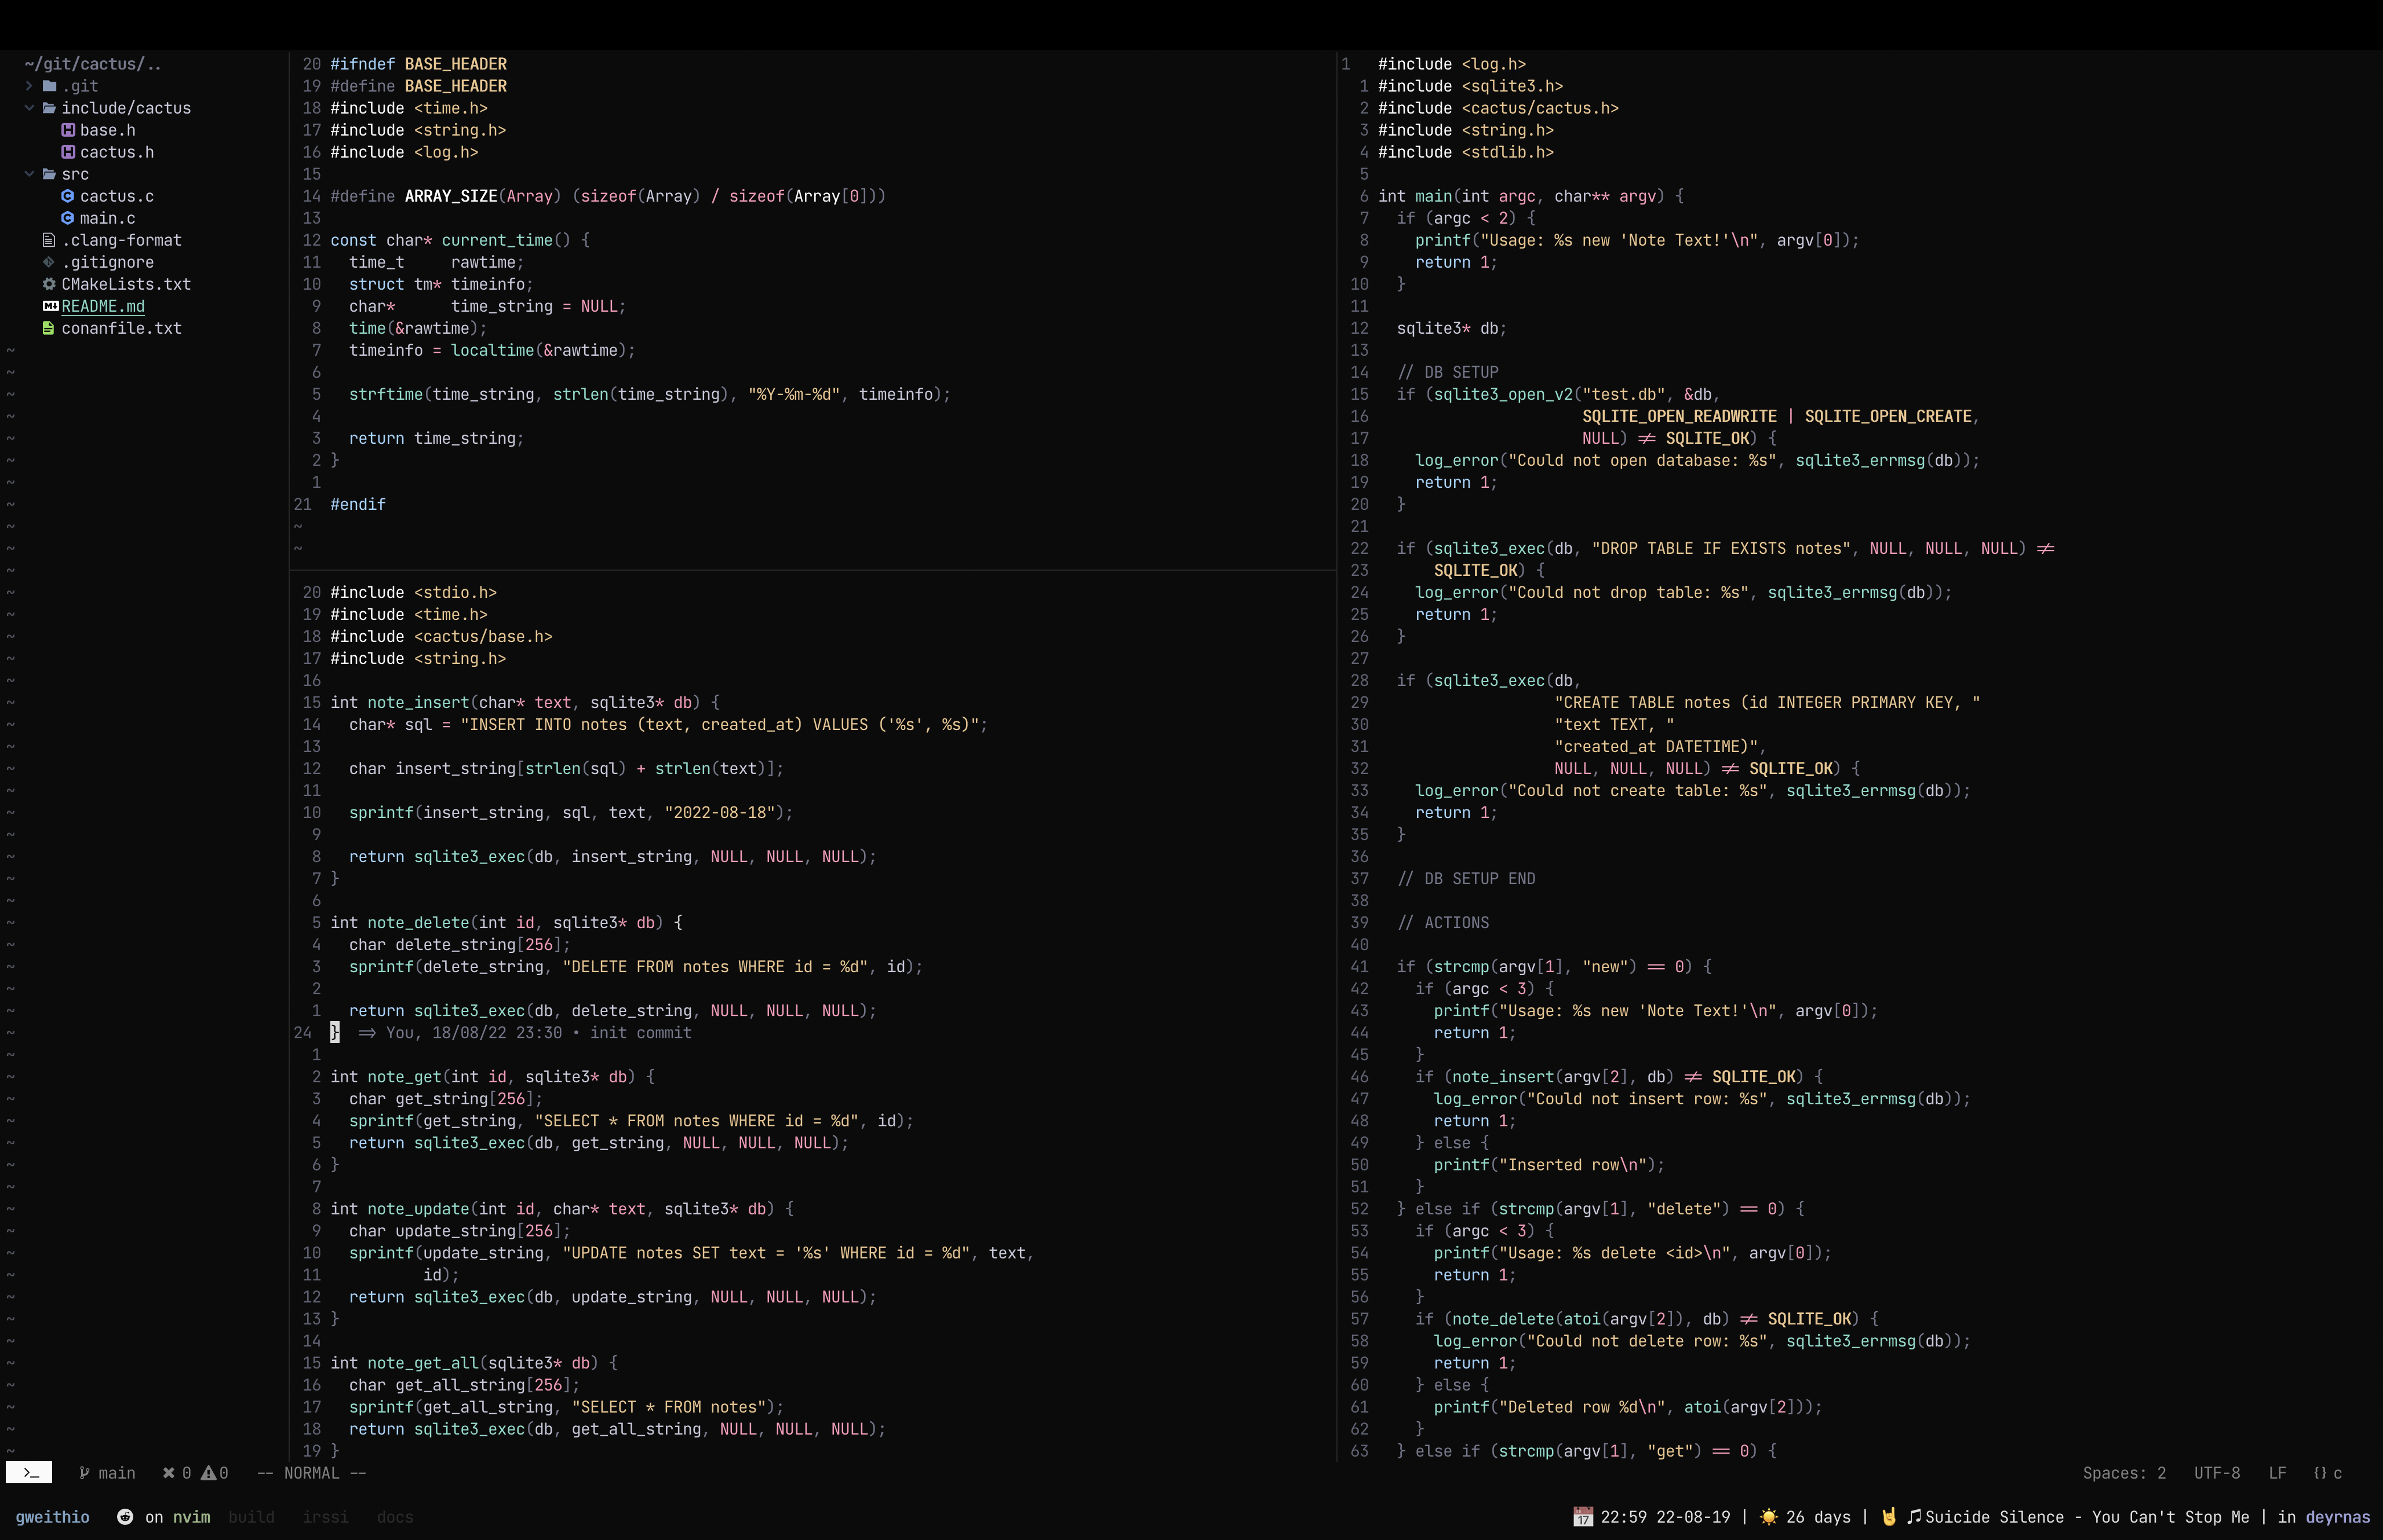 ~/git/cactus/..
.git
include/cactus
base.h
cactus.h
src
cactus.c
main.c
.clang-format
.gitignore
CMakeLists.txt
README.md
conanfile.txt
20 #ifndef BASE_HEADER
19 #define BASE_HEADER
18 #include <time.h>
17 #include <string.h>
16 #include <log.h>
15
14 #define ARRAY_SIZE(Array) (sizeof(Array) / sizeof(Array[0]))
13
12 const char* current_time() {
11   time_t     rawtime;
10   struct tm* timeinfo;
9   char*      time_string = NULL;
8   time(&rawtime);
7   timeinfo = localtime(&rawtime);
6
5   strftime(time_string, strlen(time_string), "%Y-%m-%d", timeinfo);
4
3   return time_string;
2 }
1
21 #endif
~
~
20 #include <stdio.h>
19 #include <time.h>
18 #include <cactus/base.h>
17 #include <string.h>
16
15 int note_insert(char* text, sqlite3* db) {
14   char* sql = "INSERT INTO notes (text, created_at) VALUES ('%s', %s)";
13
12   char insert_string[strlen(sql) + strlen(text)];
11
10   sprintf(insert_string, sql, text, "2022-08-18");
9
8   return sqlite3_exec(db, insert_string, NULL, NULL, NULL);
7 }
6
5 int note_delete(int id, sqlite3* db) {
4   char delete_string[256];
3   sprintf(delete_string, "DELETE FROM notes WHERE id = %d", id);
2
1   return sqlite3_exec(db, delete_string, NULL, NULL, NULL);
24 }  => You, 18/08/22 23:30 • init commit
1
2 int note_get(int id, sqlite3* db) {
3   char get_string[256];
4   sprintf(get_string, "SELECT * FROM notes WHERE id = %d", id);
5   return sqlite3_exec(db, get_string, NULL, NULL, NULL);
6 }
7
8 int note_update(int id, char* text, sqlite3* db) {
9   char update_string[256];
10   sprintf(update_string, "UPDATE notes SET text = '%s' WHERE id = %d", text,
11           id);
12   return sqlite3_exec(db, update_string, NULL, NULL, NULL);
13 }
14
15 int note_get_all(sqlite3* db) {
16   char get_all_string[256];
17   sprintf(get_all_string, "SELECT * FROM notes");
18   return sqlite3_exec(db, get_all_string, NULL, NULL, NULL);
19 }
1   #include <log.h>
1 #include <sqlite3.h>
2 #include <cactus/cactus.h>
3 #include <string.h>
4 #include <stdlib.h>
5
6 int main(int argc, char** argv) {
7   if (argc < 2) {
8     printf("Usage: %s new 'Note Text!'\n", argv[0]);
9     return 1;
10   }
11
12   sqlite3* db;
13
14   // DB SETUP
15   if (sqlite3_open_v2("test.db", &db,
16                       SQLITE_OPEN_READWRITE | SQLITE_OPEN_CREATE,
17                       NULL) != SQLITE_OK) {
18     log_error("Could not open database: %s", sqlite3_errmsg(db));
19     return 1;
20   }
21
22   if (sqlite3_exec(db, "DROP TABLE IF EXISTS notes", NULL, NULL, NULL) !=
23       SQLITE_OK) {
24     log_error("Could not drop table: %s", sqlite3_errmsg(db));
25     return 1;
26   }
27
28   if (sqlite3_exec(db,
29                    "CREATE TABLE notes (id INTEGER PRIMARY KEY, "
30                    "text TEXT, "
31                    "created_at DATETIME)",
32                    NULL, NULL, NULL) != SQLITE_OK) {
33     log_error("Could not create table: %s", sqlite3_errmsg(db));
34     return 1;
35   }
36
37   // DB SETUP END
38
39   // ACTIONS
40
41   if (strcmp(argv[1], "new") == 0) {
42     if (argc < 3) {
43       printf("Usage: %s new 'Note Text!'\n", argv[0]);
44       return 1;
45     }
46     if (note_insert(argv[2], db) != SQLITE_OK) {
47       log_error("Could not insert row: %s", sqlite3_errmsg(db));
48       return 1;
49     } else {
50       printf("Inserted row\n");
51     }
52   } else if (strcmp(argv[1], "delete") == 0) {
53     if (argc < 3) {
54       printf("Usage: %s delete <id>\n", argv[0]);
55       return 1;
56     }
57     if (note_delete(atoi(argv[2]), db) != SQLITE_OK) {
58       log_error("Could not delete row: %s", sqlite3_errmsg(db));
59       return 1;
60     } else {
61       printf("Deleted row %d\n", atoi(argv[2]));
62     }
63   } else if (strcmp(argv[1], "get") == 0) {
>_ main 0 0 -- NORMAL -- Spaces: 2 UTF-8 LF {} c
gweithio on nvim build irssi docs 17 22:59 22-08-19 | 26 days | Suicide Silence - You Can't Stop Me | in deyrnas